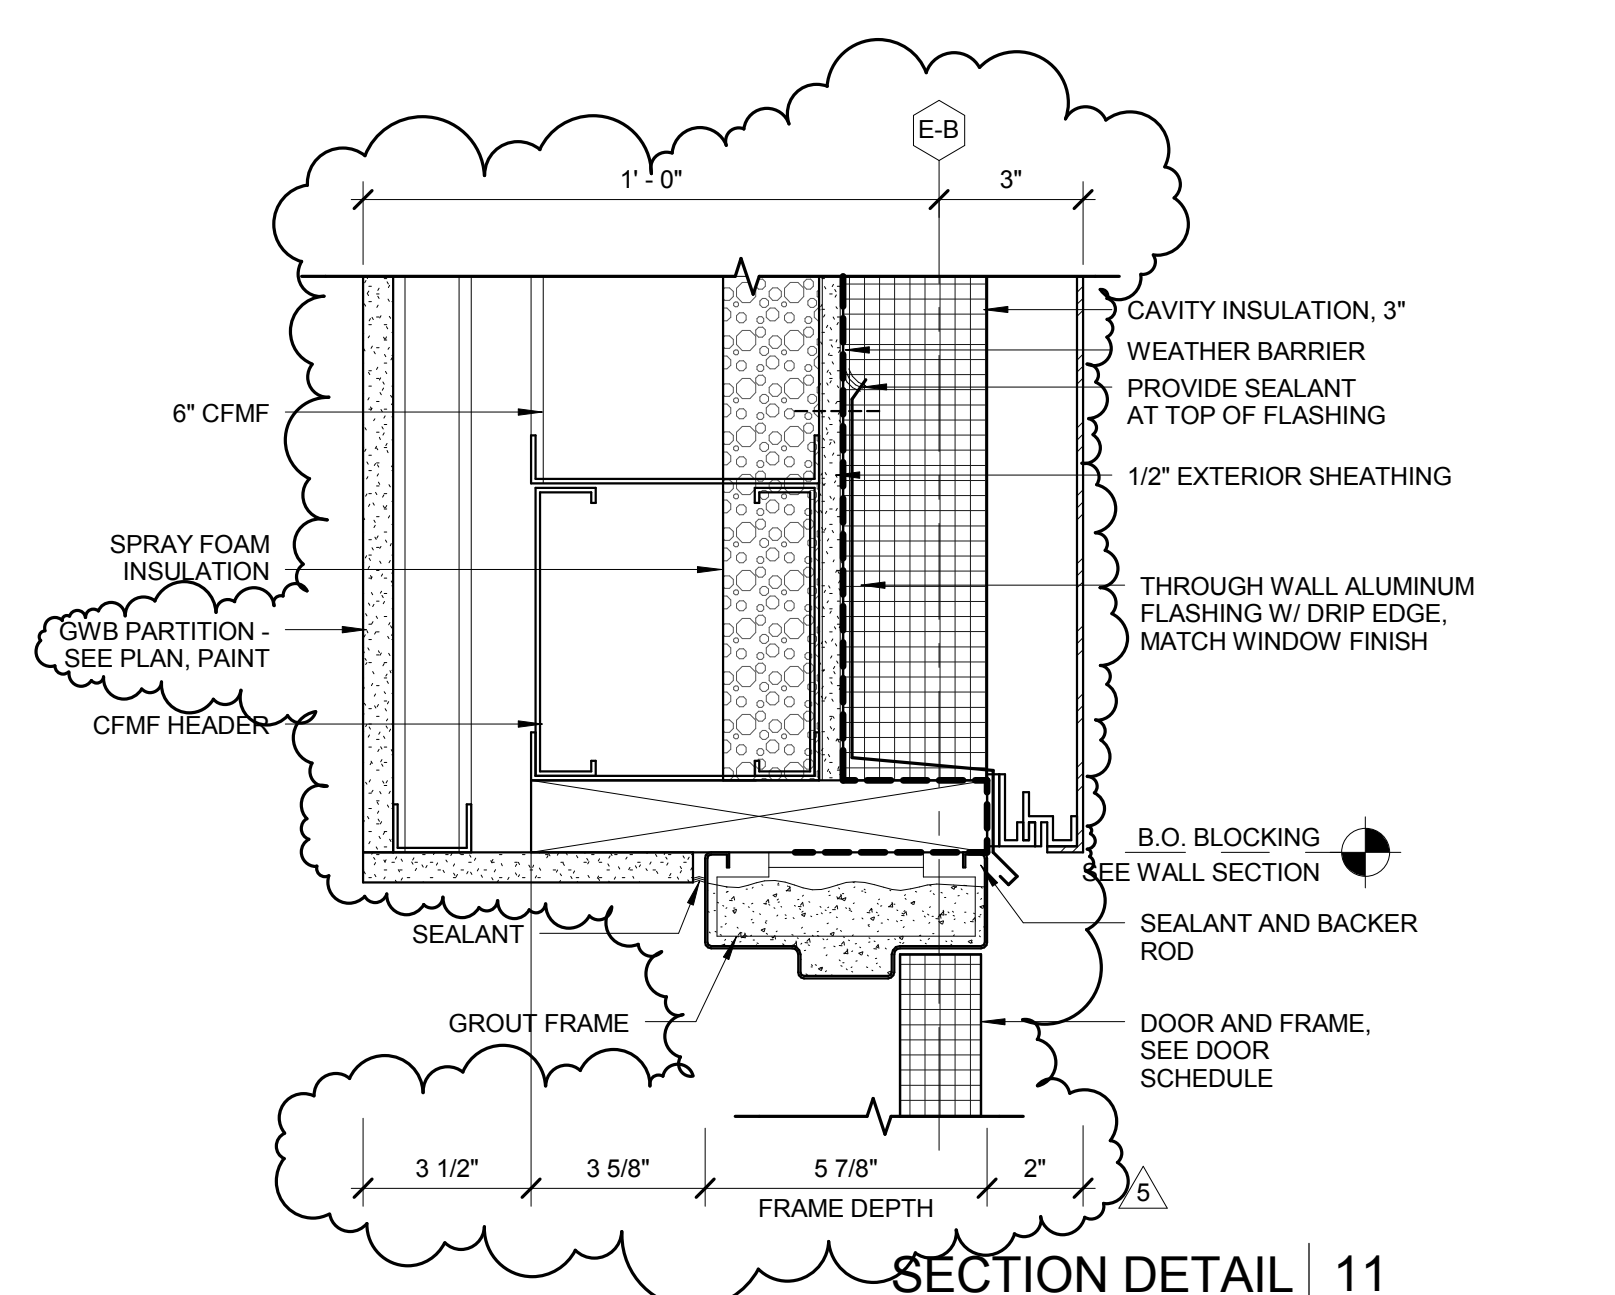 E-B
1' - 0"
3"
CAVITY INSULATION, 3"
WEATHER BARRIER
PROVIDE SEALANT
AT TOP OF FLASHING
6" CFMF
1/2" EXTERIOR SHEATHING
SPRAY FOAM
INSULATION
THROUGH WALL ALUMINUM
FLASHING W/ DRIP EDGE,
MATCH WINDOW FINISH
GWB PARTITION -
SEE PLAN, PAINT
CFMF HEADER
B.O. BLOCKING
SEE WALL SECTION
SEALANT
SEALANT AND BACKER
ROD
GROUT FRAME
DOOR AND FRAME,
SEE DOOR
SCHEDULE
3 1/2"
3 5/8"
5 7/8"
2"
5
FRAME DEPTH
SECTION DETAIL 11